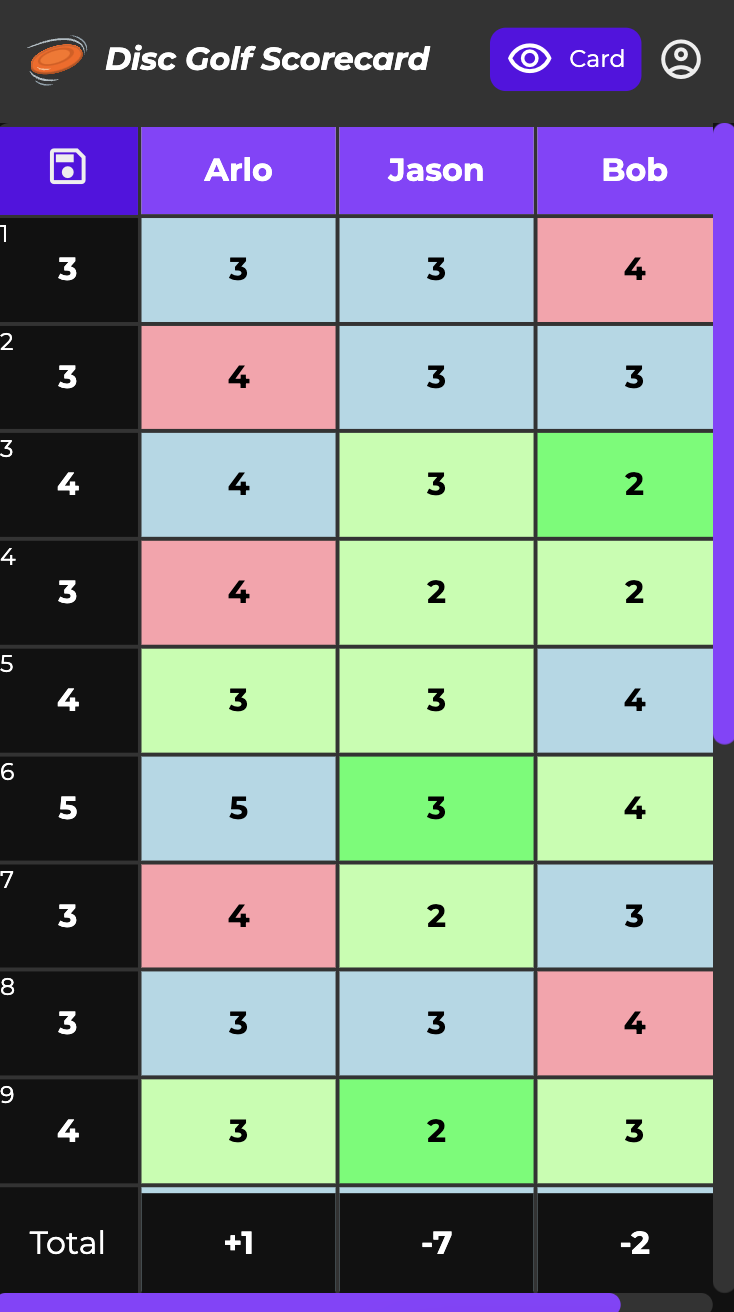 Disc Golf Scorecard Card
Arlo Jason Bob
1 3 3 3 4
2 3 4 3 3
3 4 4 3 2
4 3 4 2 2
5 4 3 3 4
6 5 5 3 4
7 3 4 2 3
8 3 3 3 4
9 4 3 2 3
Total +1 -7 -2